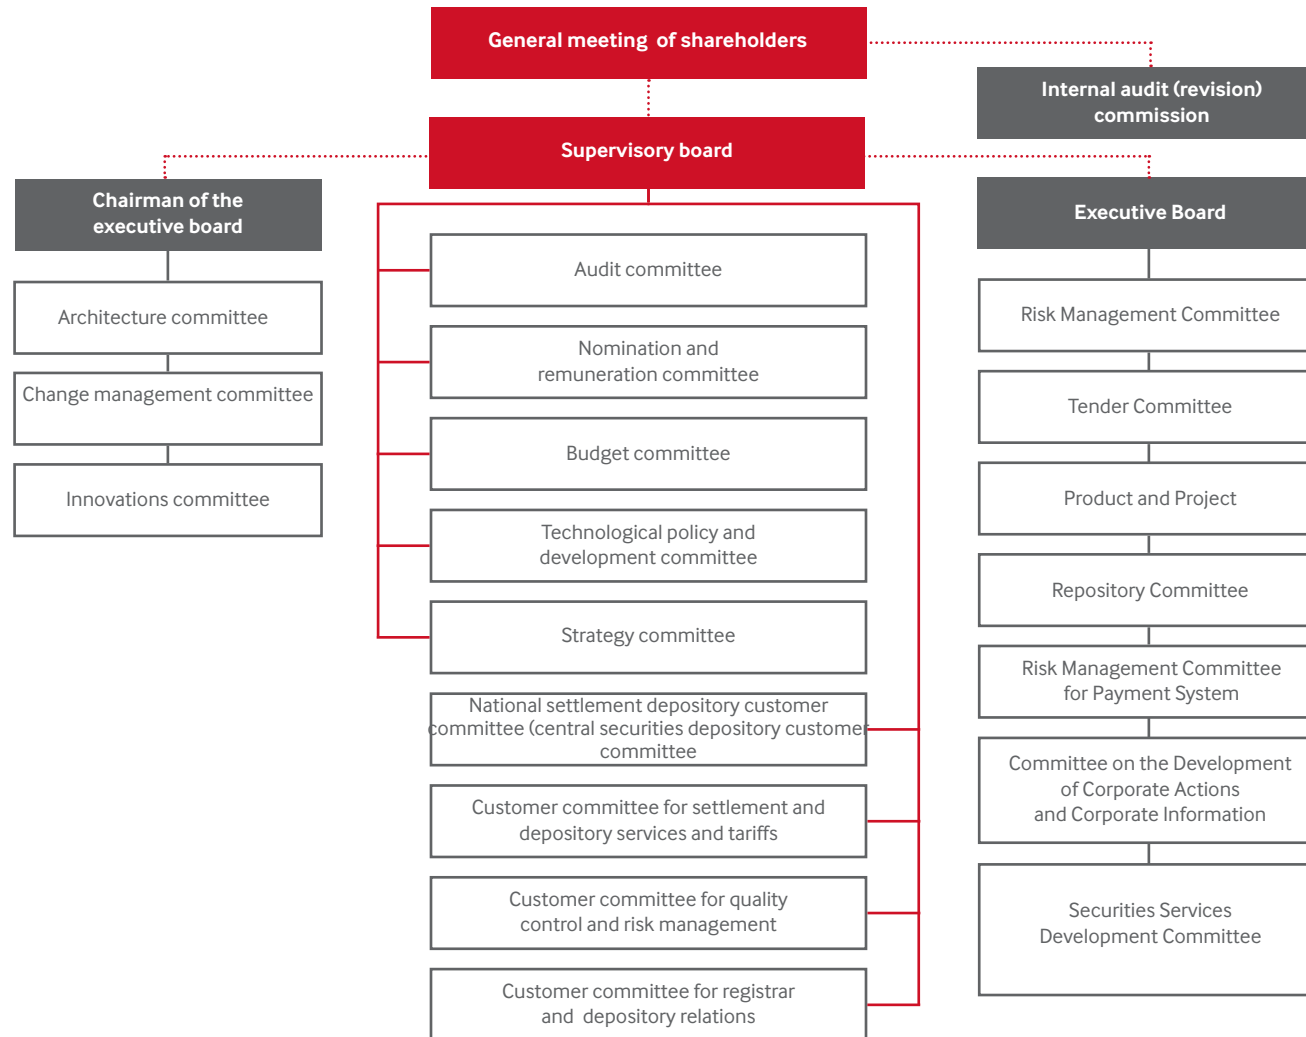 General meeting of shareholders
Internal audit (revision)
commission
Supervisory board
Chairman of the
executive board
Architecture committee
Change management committee
Innovations committee
Audit committee
Nomination and
remuneration committee
Budget committee
Technological policy and
development committee
Strategy committee
National settlement depository customer
committee (central securities depository customer
committee
Customer committee for settlement and
depository services and tariffs
Customer committee for quality
control and risk management
Customer committee for registrar
and depository relations
Executive Board
Risk Management Committee
Tender Committee
Product and Project
Repository Committee
Risk Management Committee
for Payment System
Committee on the Development
of Corporate Actions
and Corporate Information
Securities Services
Development Committee